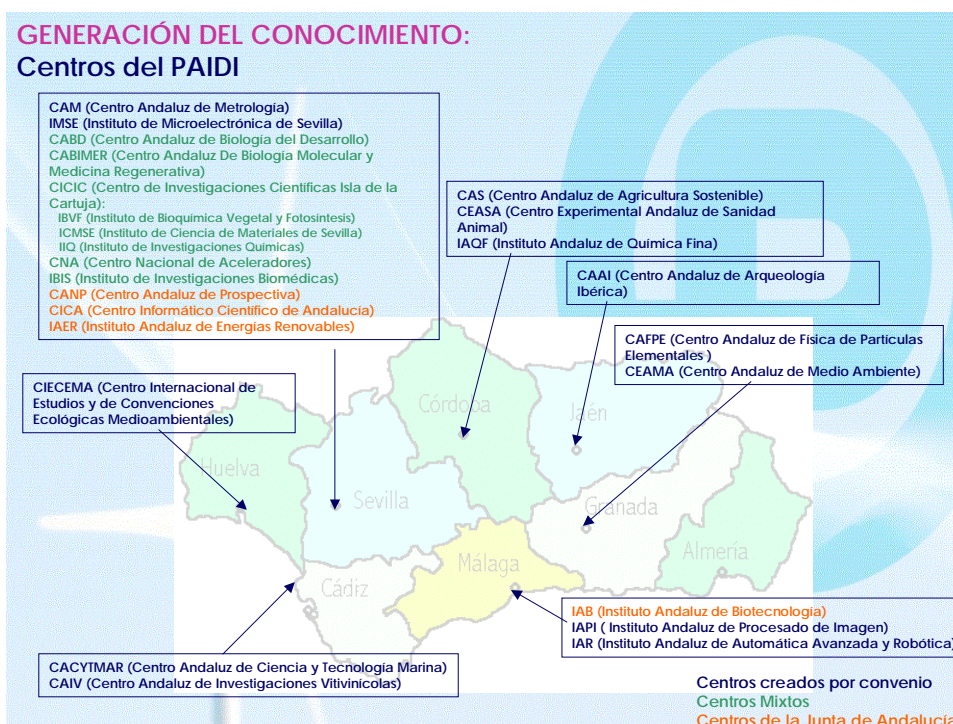 GENERACIÓN DEL CONOCIMIENTO:
Centros del PAIDI
CAM (Centro Andaluz de Metrología)
IMSE (Instituto de Microelectrónica de Sevilla)
CABD (Centro Andaluz de Biología del Desarrollo)
CABIMER (Centro Andaluz De Biología Molecular y
Medicina Regenerativa)
CICIC (Centro de Investigaciones Científicas Isla de la
Cartuja):
IBVF (Instituto de Bioquímica Vegetal y Fotosíntesis)
ICMSE (Instituto de Ciencia de Materiales de Sevilla)
IIQ (Instituto de Investigaciones Químicas)
CNA (Centro Nacional de Aceleradores)
IBIS (Instituto de Investigaciones Biomédicas)
CANP (Centro Andaluz de Prospectiva)
CICA (Centro Informático Científico de Andalucía)
IAER (Instituto Andaluz de Energías Renovables)
CAS (Centro Andaluz de Agricultura Sostenible)
CEASA (Centro Experimental Andaluz de Sanidad
Animal)
IAQF (Instituto Andaluz de Química Fina)
CAAI (Centro Andaluz de Arqueología
Ibérica)
CAFPE (Centro Andaluz de Física de Partículas
Elementales )
CEAMA (Centro Andaluz de Medio Ambiente)
CIECEMA (Centro Internacional de
Estudios y de Convenciones
Ecológicas Medioambientales)
Córdoba
Jaén
Huelva
Sevilla
Granada
Málaga
Almería
Cádiz
IAB (Instituto Andaluz de Biotecnología)
IAPI ( Instituto Andaluz de Procesado de Imagen)
IAR (Instituto Andaluz de Automática Avanzada y Robótica)
CACYTMAR (Centro Andaluz de Ciencia y Tecnología Marina)
CAIV (Centro Andaluz de Investigaciones Vitivinícolas)
Centros creados por convenio
Centros Mixtos
Centros de la Junta de Andalucía